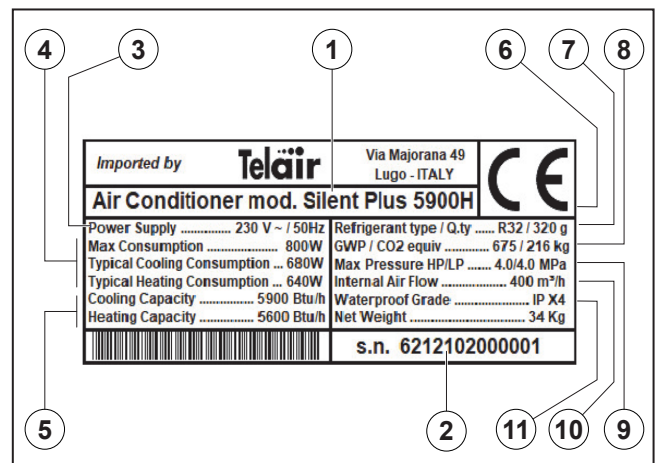 4
3
1
6
7
8
Imported by
Telair
Via Majorana 49
Lugo - ITALY
CE
Air Conditioner mod. Silent Plus 5900H
Power Supply .............. 230 V ~ / 50Hz
Max Consumption .................... 800W
Typical Cooling Consumption ... 680W
Typical Heating Consumption ... 640W
Cooling Capacity ............... 5900 Btu/h
Heating Capacity ............... 5600 Btu/h
Refrigerant type / Q.ty ...... R32 / 320 g
GWP / CO2 equiv ............. 675 / 216 kg
Max Pressure HP/LP ....... 4.0/4.0 MPa
Internal Air Flow .................... 400 m³/h
Waterproof Grade .................... IP X4
Net Weight ............................... 34 Kg
s.n. 6212102000001
5
2
11
10
9